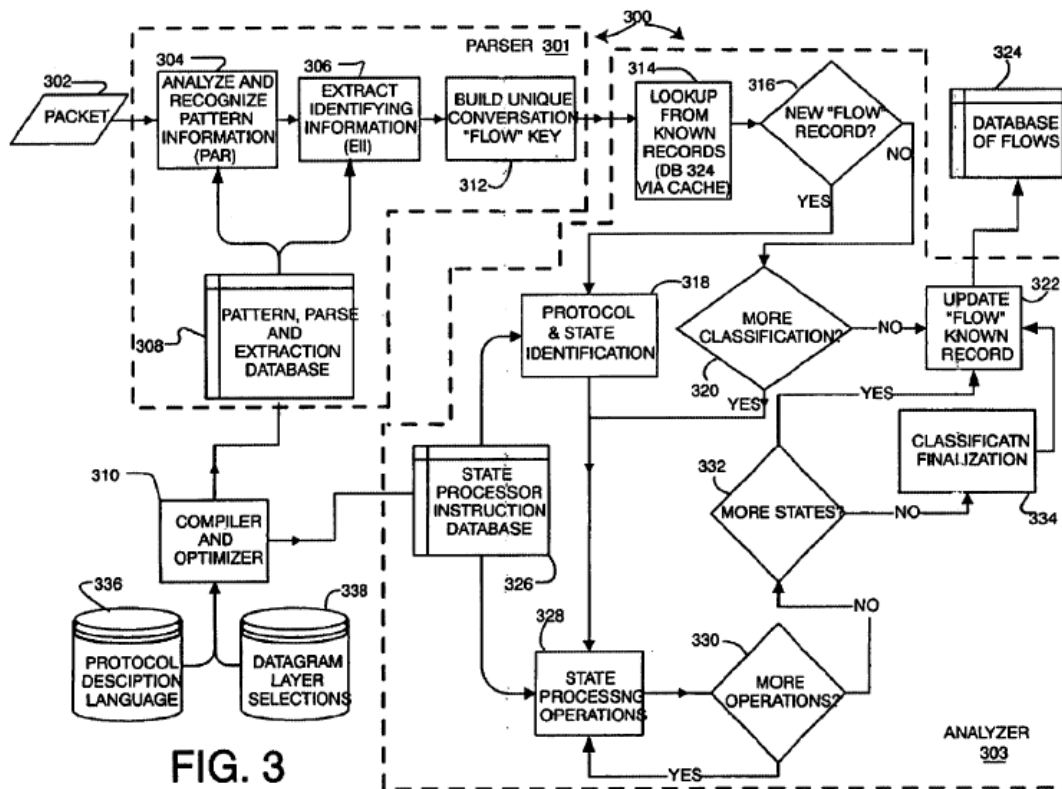 300
PARSER 301
302
PACKET
304
ANALYZE AND
RECOGNIZE
PATTERN
INFORMATION
(PAR)
306
EXTRACT
IDENTIFYING
INFORMATION
(EII)
BUILD UNIQUE
CONVERSATION
"FLOW" KEY
312
314
LOOKUP
FROM
KNOWN
RECORDS
(DB 324
VIA CACHE)
316
NEW "FLOW"
RECORD?
NO
YES
324
DATABASE
OF FLOWS
308
PATTERN, PARSE
AND
EXTRACTION
DATABASE
318
PROTOCOL
& STATE
IDENTIFICATION
MORE
CLASSIFICATION?
320
NO
YES
322
UPDATE
"FLOW"
KNOWN
RECORD
YES
CLASSIFICATN
FINALIZATION
334
332
MORE STATES?
NO
310
COMPILER
AND
OPTIMIZER
STATE
PROCESSOR
INSTRUCTION
DATABASE
326
336
PROTOCOL
DESCIPTION
LANGUAGE
338
DATAGRAM
LAYER
SELECTIONS
328
STATE
PROCESSNG
OPERATIONS
330
MORE
OPERATIONS?
NO
YES
ANALYZER
303
FIG. 3